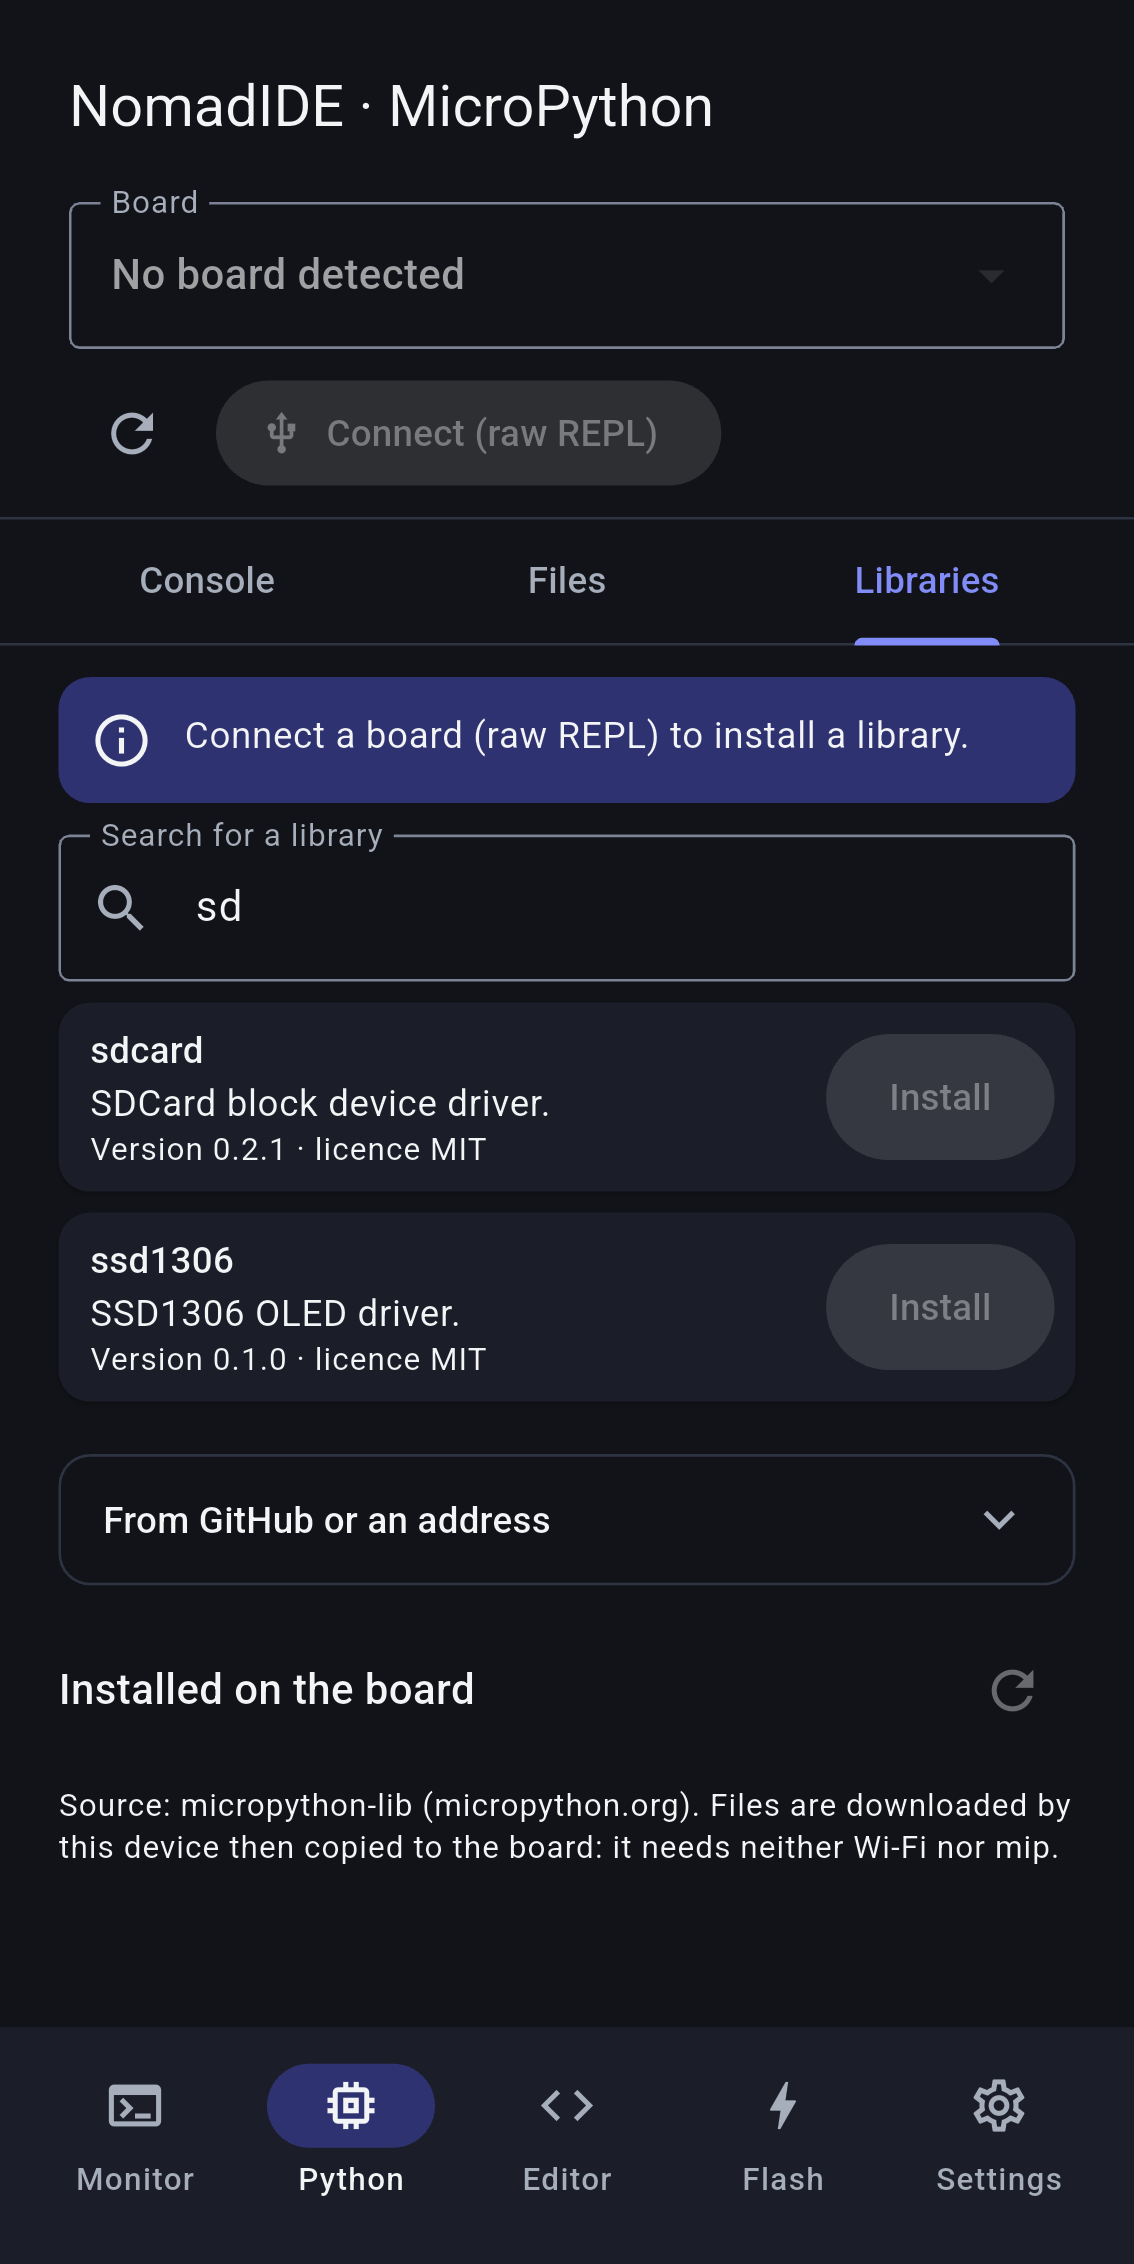 NomadIDE · MicroPython
Board
No board detected
Connect (raw REPL)
Console
Files
Libraries
Connect a board (raw REPL) to install a library.
Search for a library
sd
sdcard
SDCard block device driver.
Version 0.2.1 · licence MIT
Install
ssd1306
SSD1306 OLED driver.
Version 0.1.0 · licence MIT
Install
From GitHub or an address
Installed on the board
Source: micropython-lib (micropython.org). Files are downloaded by
this device then copied to the board: it needs neither Wi-Fi nor mip.
Monitor
Python
Editor
Flash
Settings